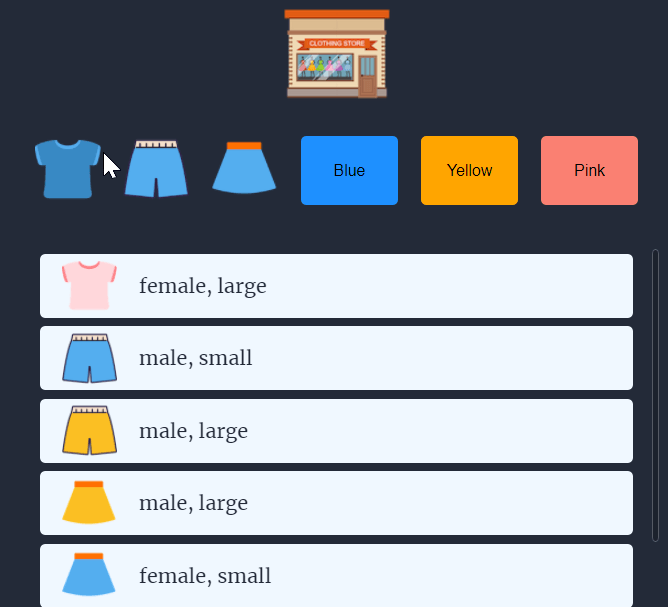 CLOTHING STORE
Blue
Yellow
Pink
female, large
male, small
male, large
male, large
female, small